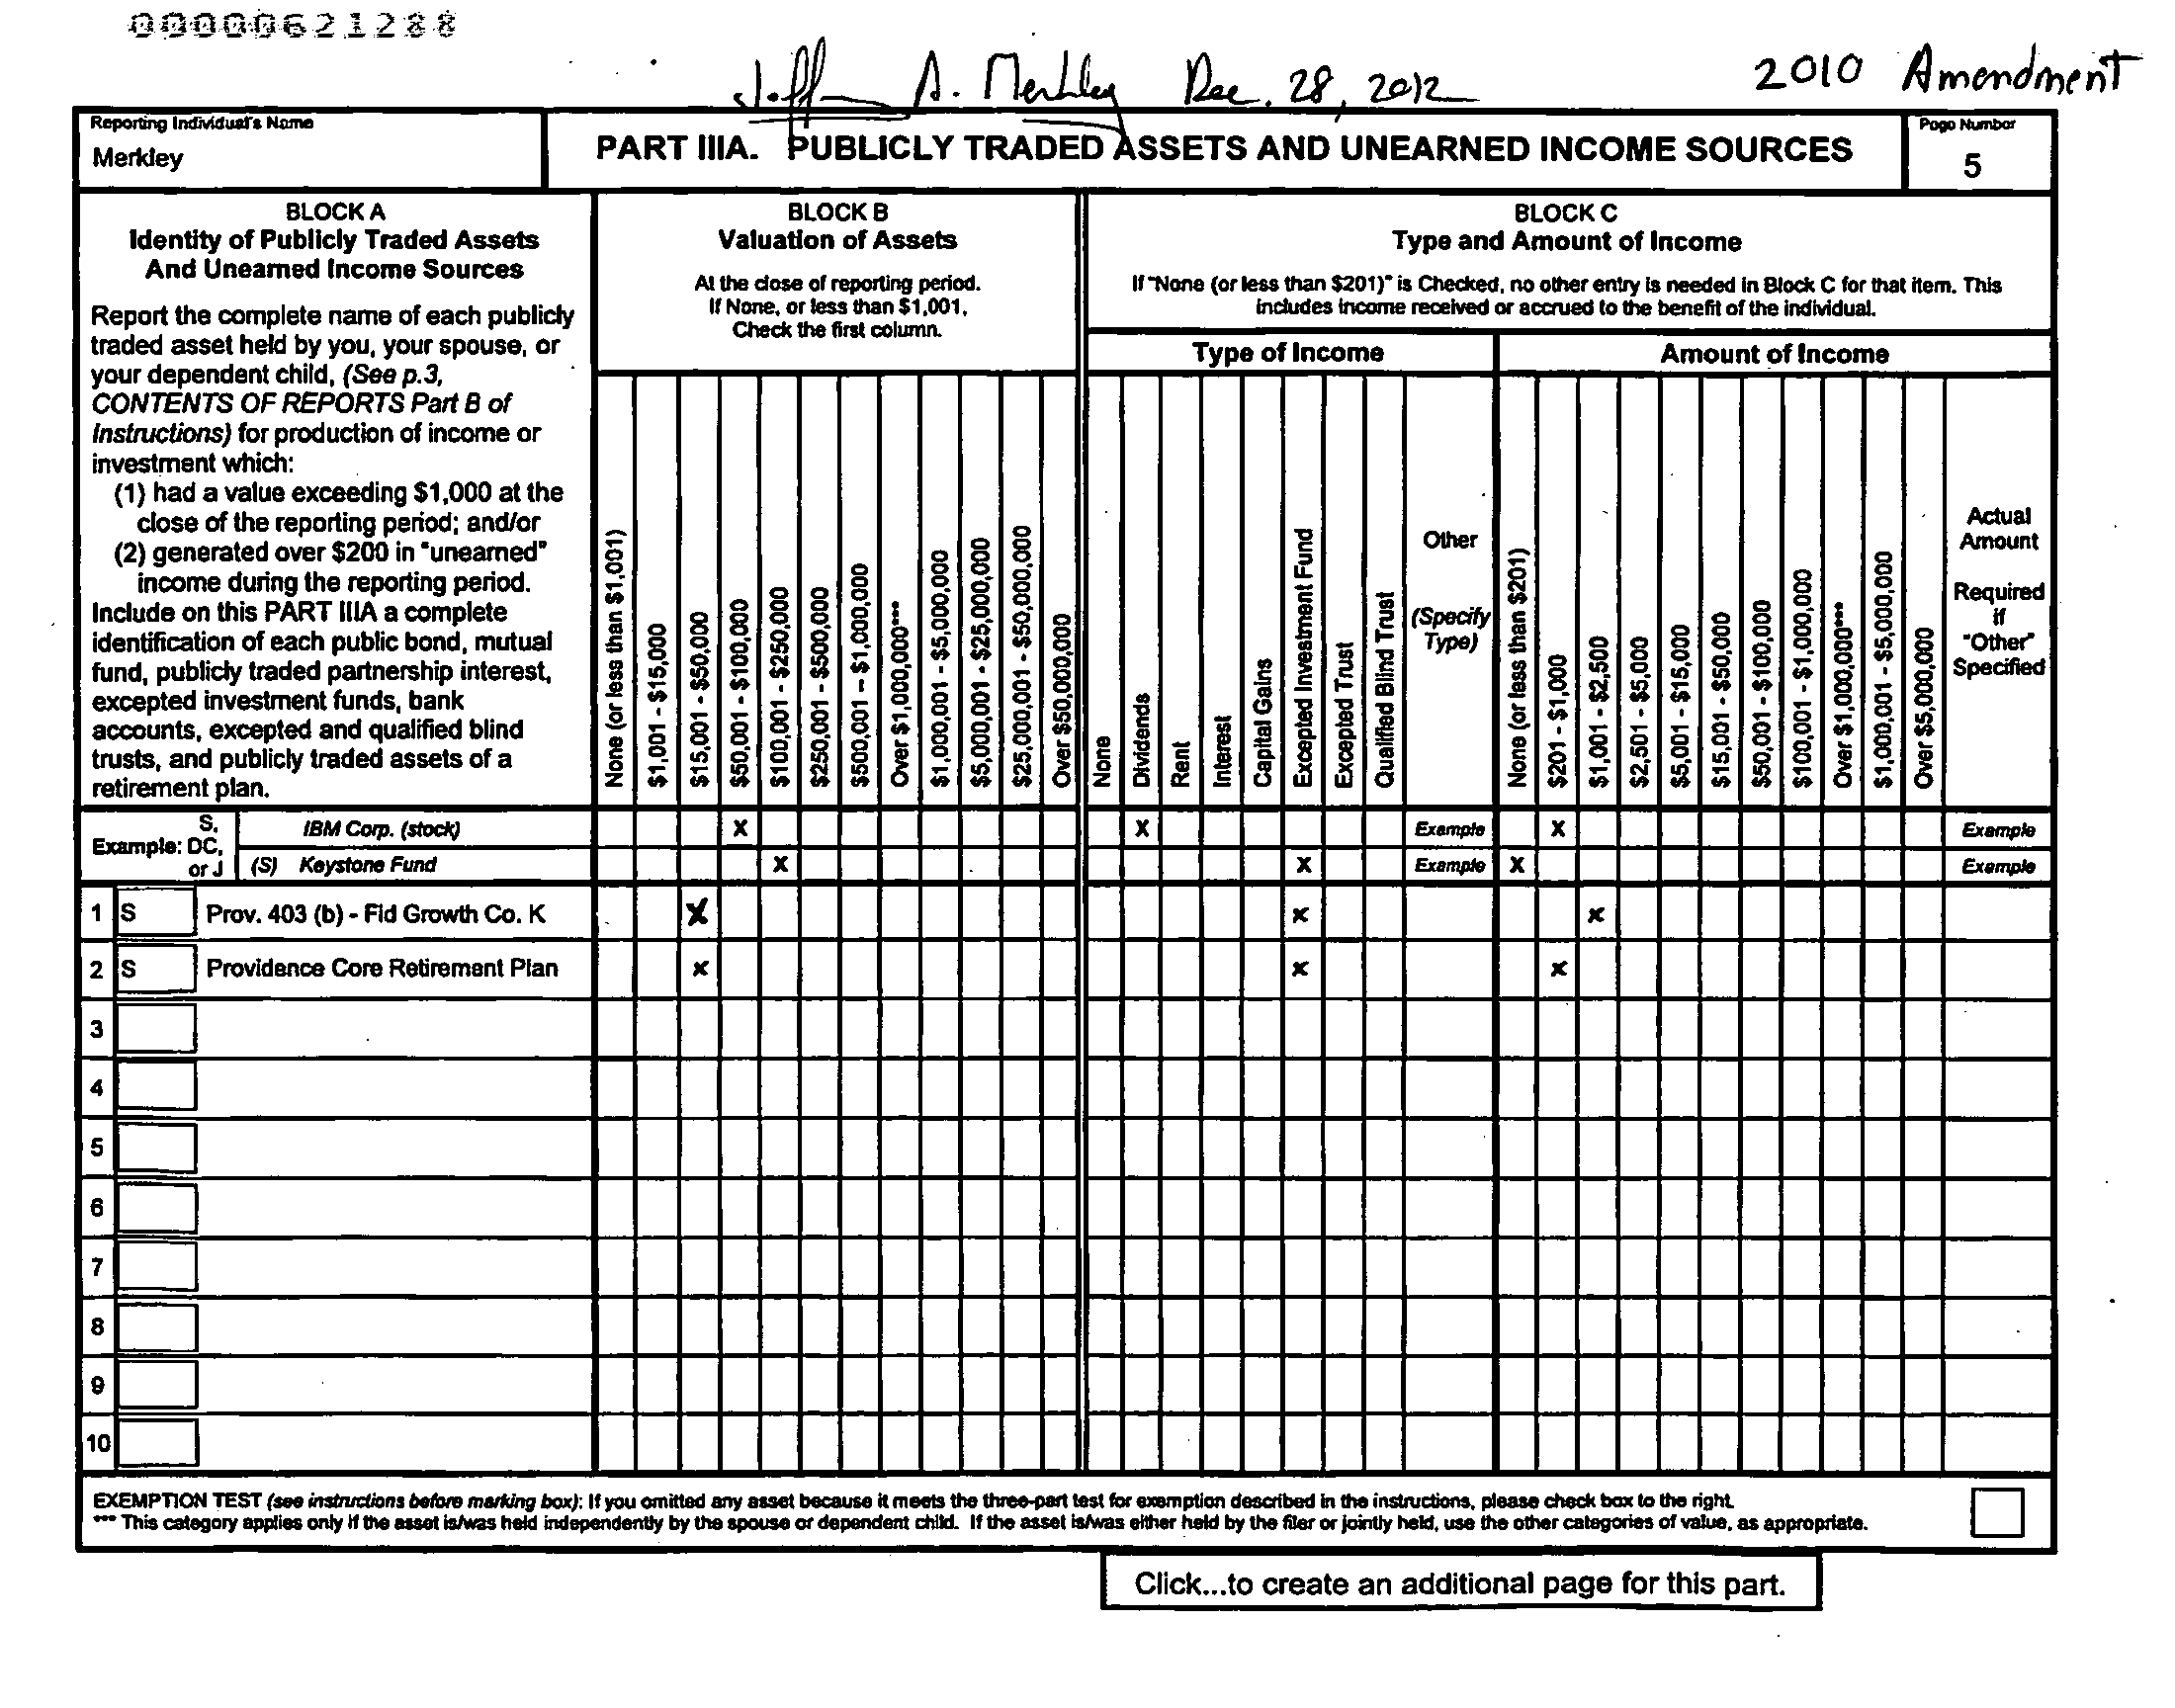 00000621288
Jeff A. Merkley Dec. 28, 2012
2010 Amendment
Reporting Individual's Name
Merkley
PART IIIA. PUBLICLY TRADED ASSETS AND UNEARNED INCOME SOURCES
Page Number
5
BLOCK A
Identity of Publicly Traded Assets
And Unearned Income Sources
Report the complete name of each publicly
traded asset held by you, your spouse, or
your dependent child, (See p.3,
CONTENTS OF REPORTS Part B of
Instructions) for production of income or
investment which:
(1) had a value exceeding $1,000 at the
close of the reporting period; and/or
(2) generated over $200 in "unearned"
income during the reporting period.
Include on this PART IIIA a complete
identification of each public bond, mutual
fund, publicly traded partnership interest,
excepted investment funds, bank
accounts, excepted and qualified blind
trusts, and publicly traded assets of a
retirement plan.
BLOCK B
Valuation of Assets
At the close of reporting period.
If None, or less than $1,001,
Check the first column.
None (or less than $1,001)
$1,001 - $15,000
$15,001 - $50,000
$50,001 - $100,000
$100,001 - $250,000
$250,001 - $500,000
$500,001 - $1,000,000
Over $1,000,000***
$1,000,001 - $5,000,000
$5,000,001 - $25,000,000
$25,000,001 - $50,000,000
Over $50,000,000
BLOCK C
Type and Amount of Income
If "None (or less than $201)" is Checked, no other entry is needed in Block C for that item. This
includes income received or accrued to the benefit of the individual.
Type of Income
None
Dividends
Rent
Interest
Capital Gains
Excepted Investment Fund
Excepted Trust
Qualified Blind Trust
Other
(Specify
Type)
Amount of Income
None (or less than $201)
$201 - $1,000
$1,001 - $2,500
$2,501 - $5,000
$5,001 - $15,000
$15,001 - $50,000
$50,001 - $100,000
$100,001 - $1,000,000
Over $1,000,000***
$1,000,001 - $5,000,000
Over $5,000,000
Actual
Amount
Required
if
"Other"
Specified
Example: S, DC, or J
IBM Corp. (stock) X X Example X Example
(S) Keystone Fund X X Example X Example
1 S Prov. 403 (b) - Fid Growth Co. K X x x
2 S Providence Core Retirement Plan x x x
3
4
5
6
7
8
9
10
EXEMPTION TEST (see instructions before marking box): If you omitted any asset because it meets the three-part test for exemption described in the instructions, please check box to the right.
*** This category applies only if the asset is/was held independently by the spouse or dependent child. If the asset is/was either held by the filer or jointly held, use the other categories of value, as appropriate.
Click...to create an additional page for this part.